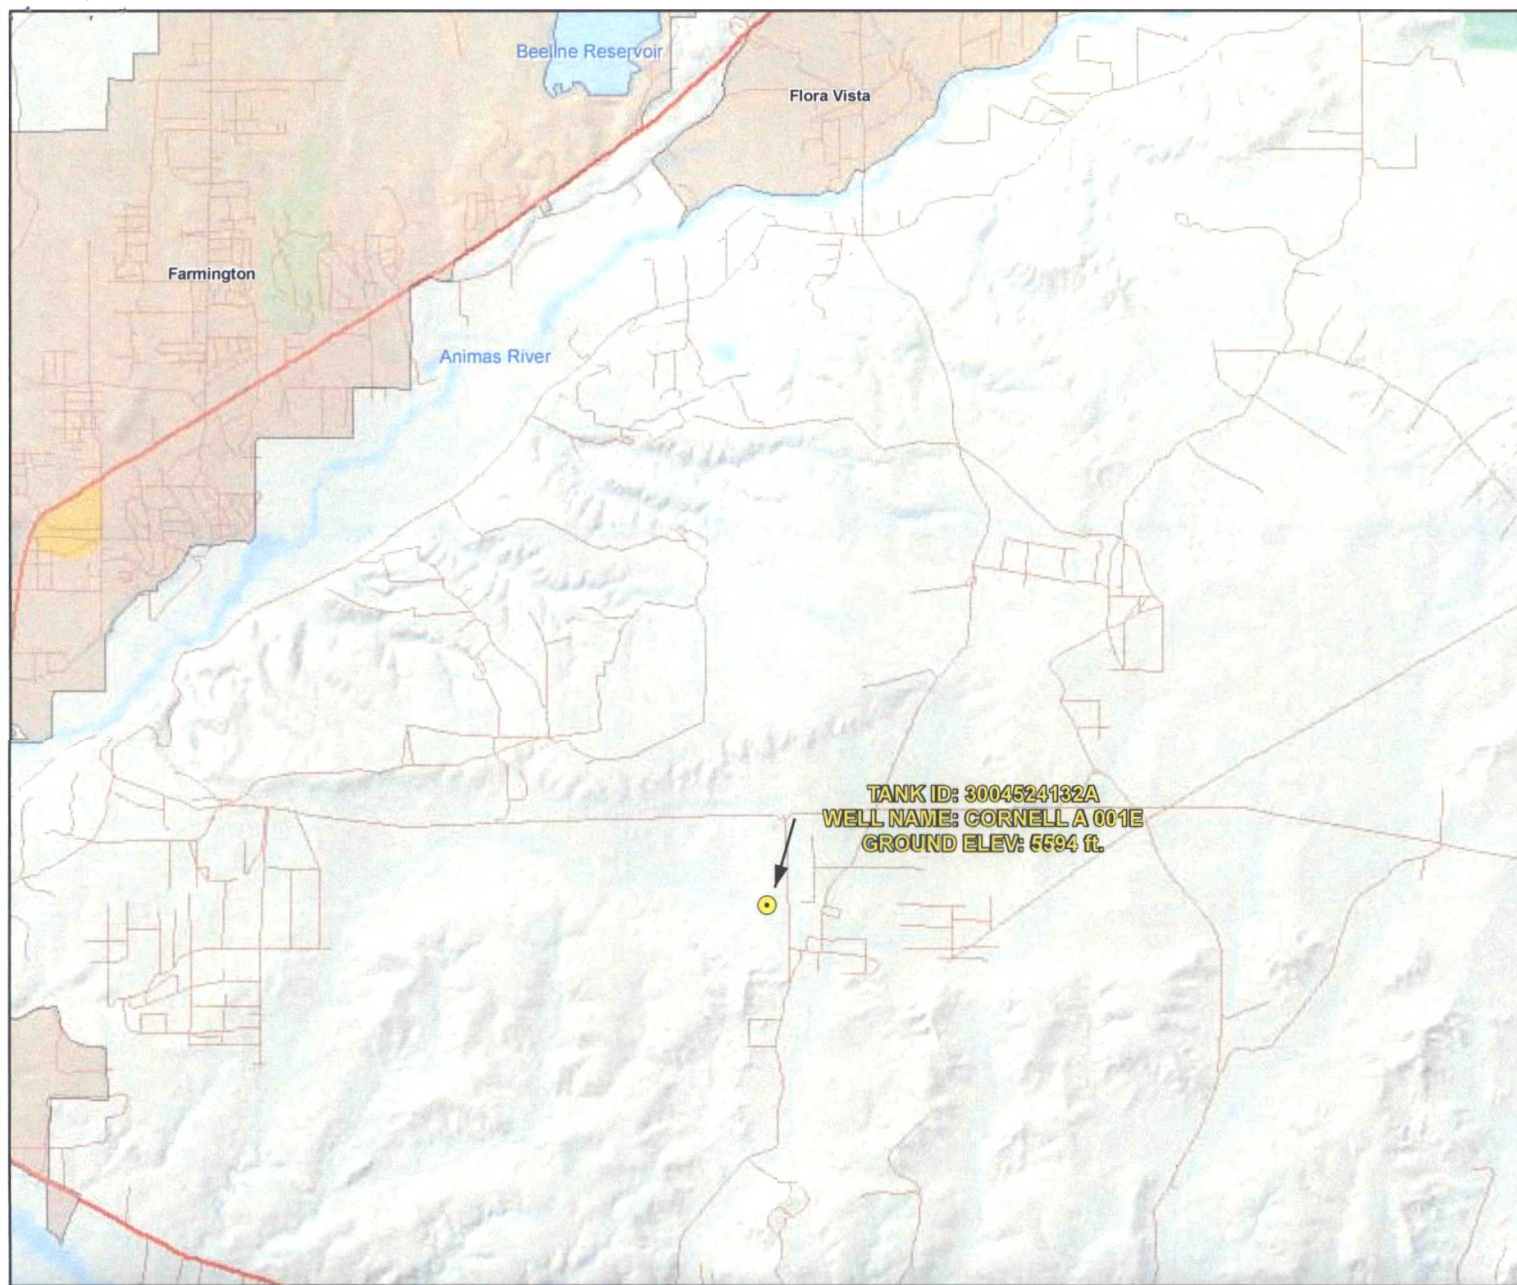 Beeline Reservoir
Flora Vista
Farmington
Animas River
TANK ID: 3004524132A
WELL NAME: CORNELL A 001E
GROUND ELEV: 5594 ft.